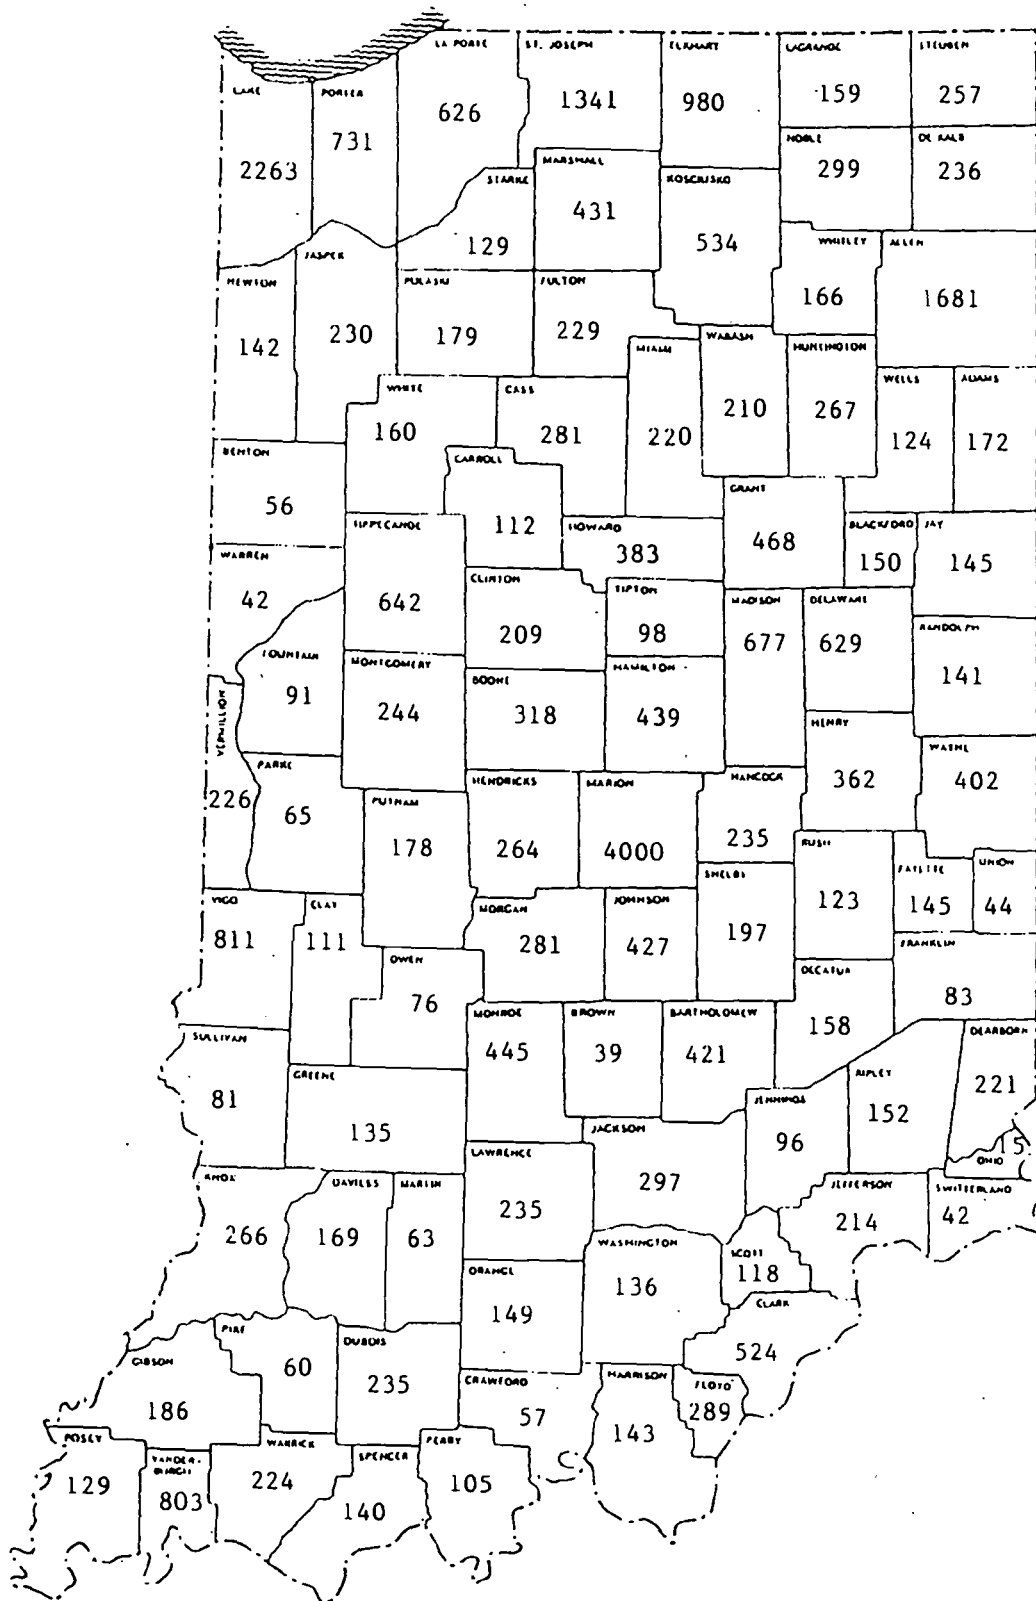 LA PORTE
626
ST. JOSEPH
1341
ELKHART
980
LAGRANGE
159
STEUBEN
257
LAKE
2263
PORTER
731
NOBLE
299
DE KALB
236
STARKE
129
MARSHALL
431
KOSCIUSKO
534
WHITLEY
166
ALLEN
1681
NEWTON
142
JASPER
230
PULASKI
179
FULTON
229
MIAMI
220
WABASH
210
HUNTINGTON
267
WELLS
124
ADAMS
172
WHITE
160
CASS
281
BENTON
56
CARROLL
112
HOWARD
383
GRANT
468
BLACKFORD
150
JAY
145
WARREN
42
TIPPECANOE
642
CLINTON
209
TIPTON
98
MADISON
677
DELAWARE
629
RANDOLPH
141
FOUNTAIN
91
MONTGOMERY
244
BOONE
318
HAMILTON
439
VERMILLION
226
HENRY
362
WAYNE
402
PARKE
65
PUTNAM
178
HENDRICKS
264
MARION
4000
HANCOCK
235
RUSH
123
FAYETTE
145
UNION
44
SHELBY
197
VIGO
811
CLAY
111
OWEN
76
MORGAN
281
JOHNSON
427
FRANKLIN
83
DECATUR
158
MONROE
445
BROWN
39
BARTHOLOMEW
421
DEARBORN
221
SULLIVAN
81
GREENE
135
JENNINGS
96
RIPLEY
152
OHIO
15
JACKSON
297
LAWRENCE
235
KNOX
266
DAVIESS
169
MARTIN
63
JEFFERSON
214
SWITZERLAND
42
WASHINGTON
136
SCOTT
118
ORANGE
149
CLARK
524
GIBSON
186
PIKE
60
DUBOIS
235
CRAWFORD
57
HARRISON
143
FLOYD
289
POSEY
129
VANDER-
BURGH
803
WARRICK
224
SPENCER
140
PERRY
105